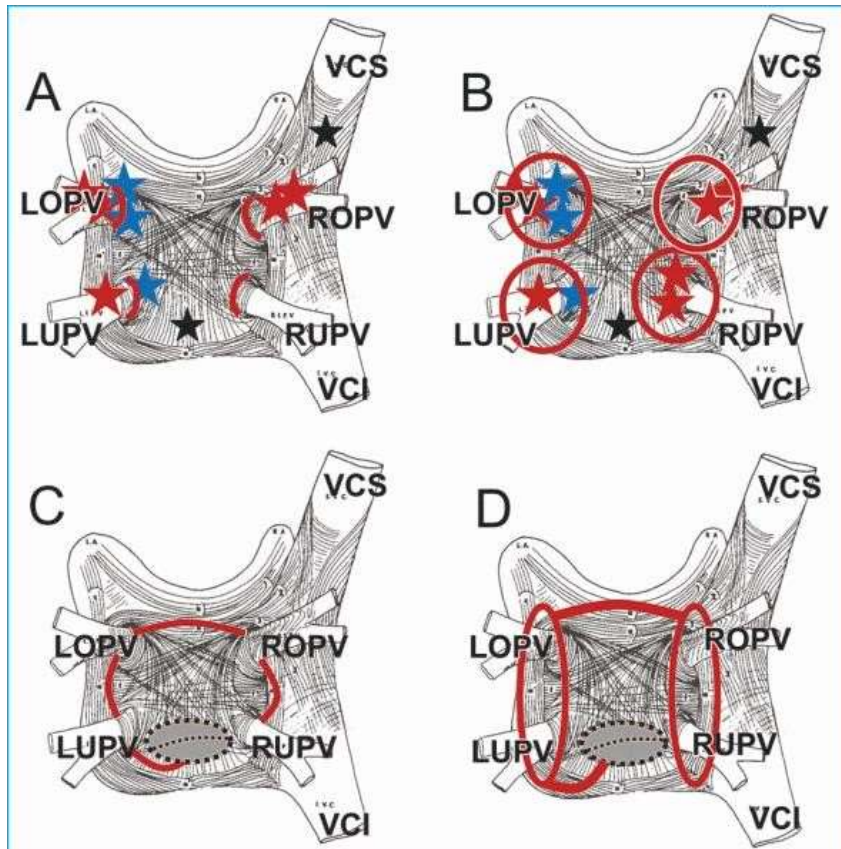 A
VCS
L.A.
R.A.
LOPV
ROPV
LUPV
RUPV
VCI
B
VCS
L.A.
R.A.
LOPV
ROPV
LUPV
RUPV
I.V.C.
VCI
C
VCS
S.V.C.
L.A.
R.A.
LOPV
ROPV
LUPV
RUPV
I.V.C.
VCI
D
VCS
S.V.C.
L.A.
R.A.
LOPV
ROPV
LUPV
RUPV
VCI